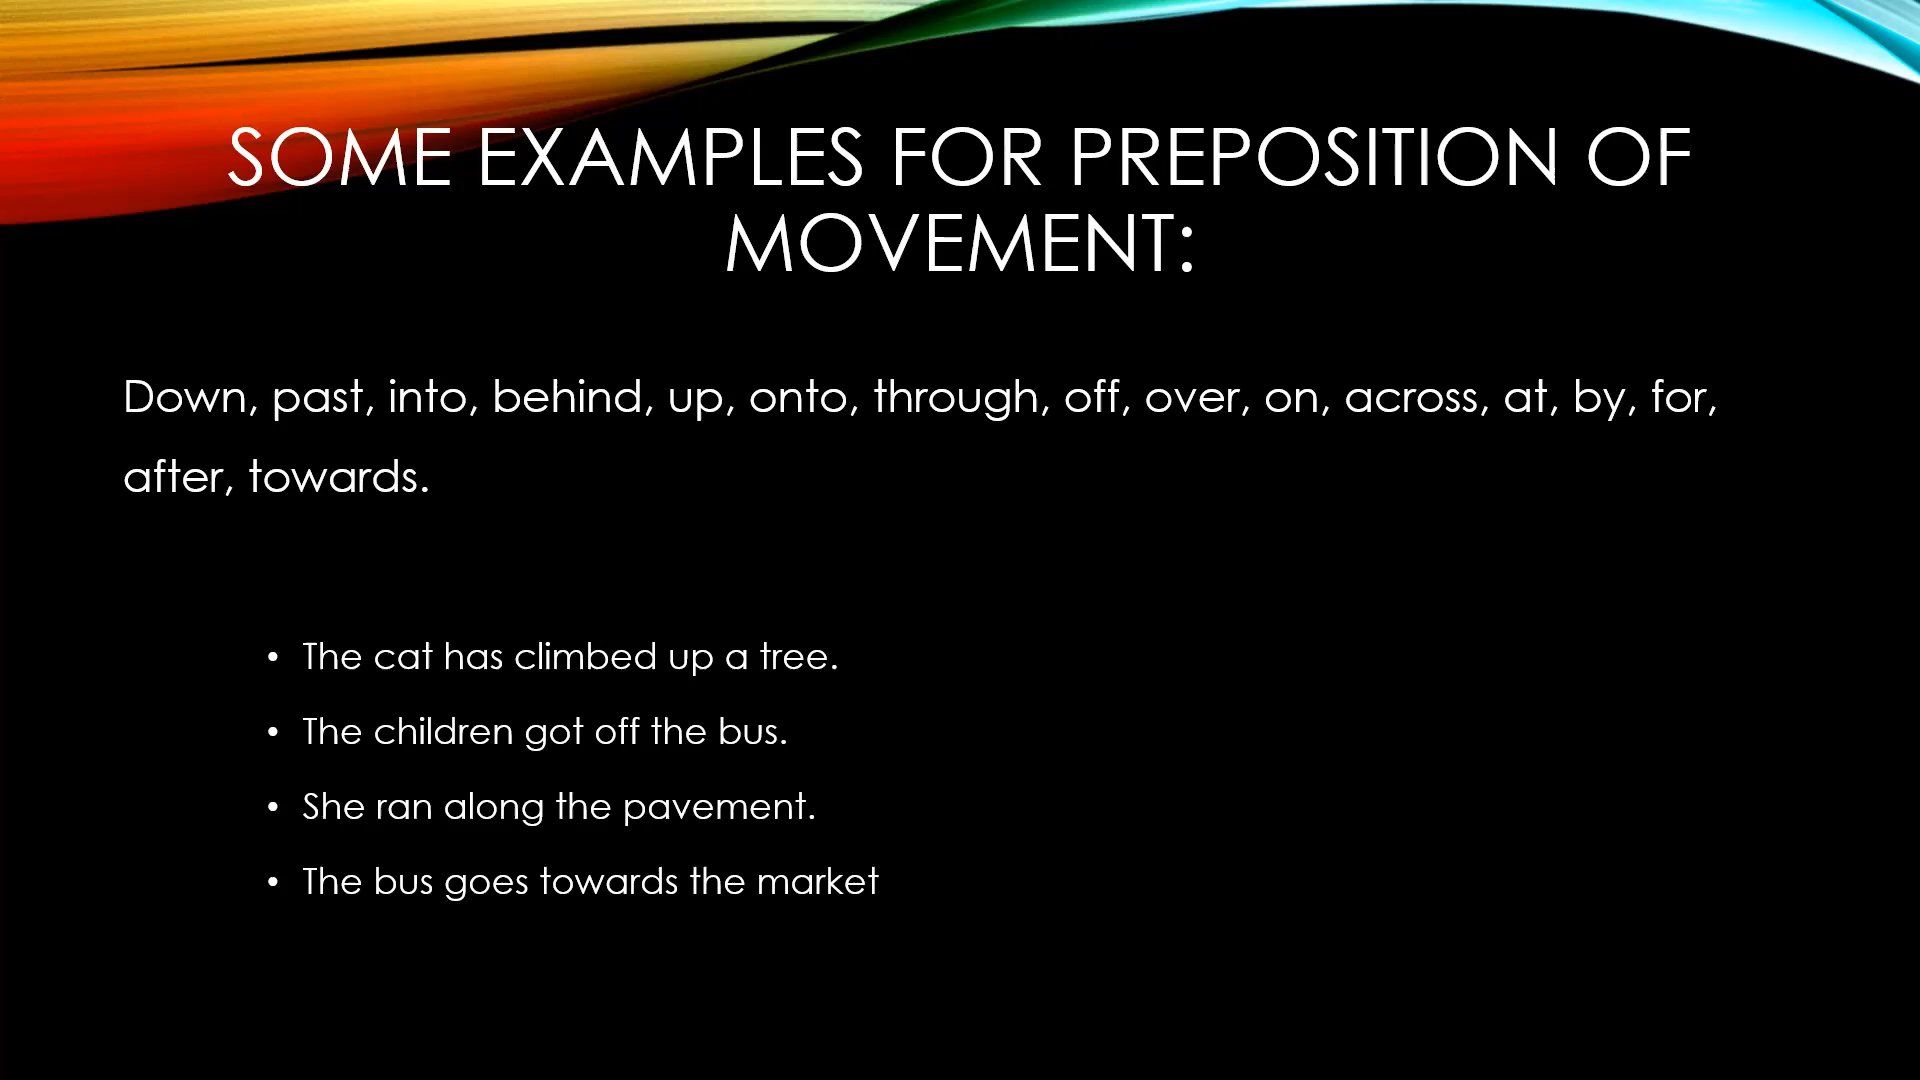 SOME EXAMPLES FOR PREPOSITION OF
MOVEMENT:
Down, past, into, behind, up, onto, through, off, over, on, across, at, by, for,
after, towards.
• The cat has climbed up a tree.
• The children got off the bus.
• She ran along the pavement.
• The bus goes towards the market